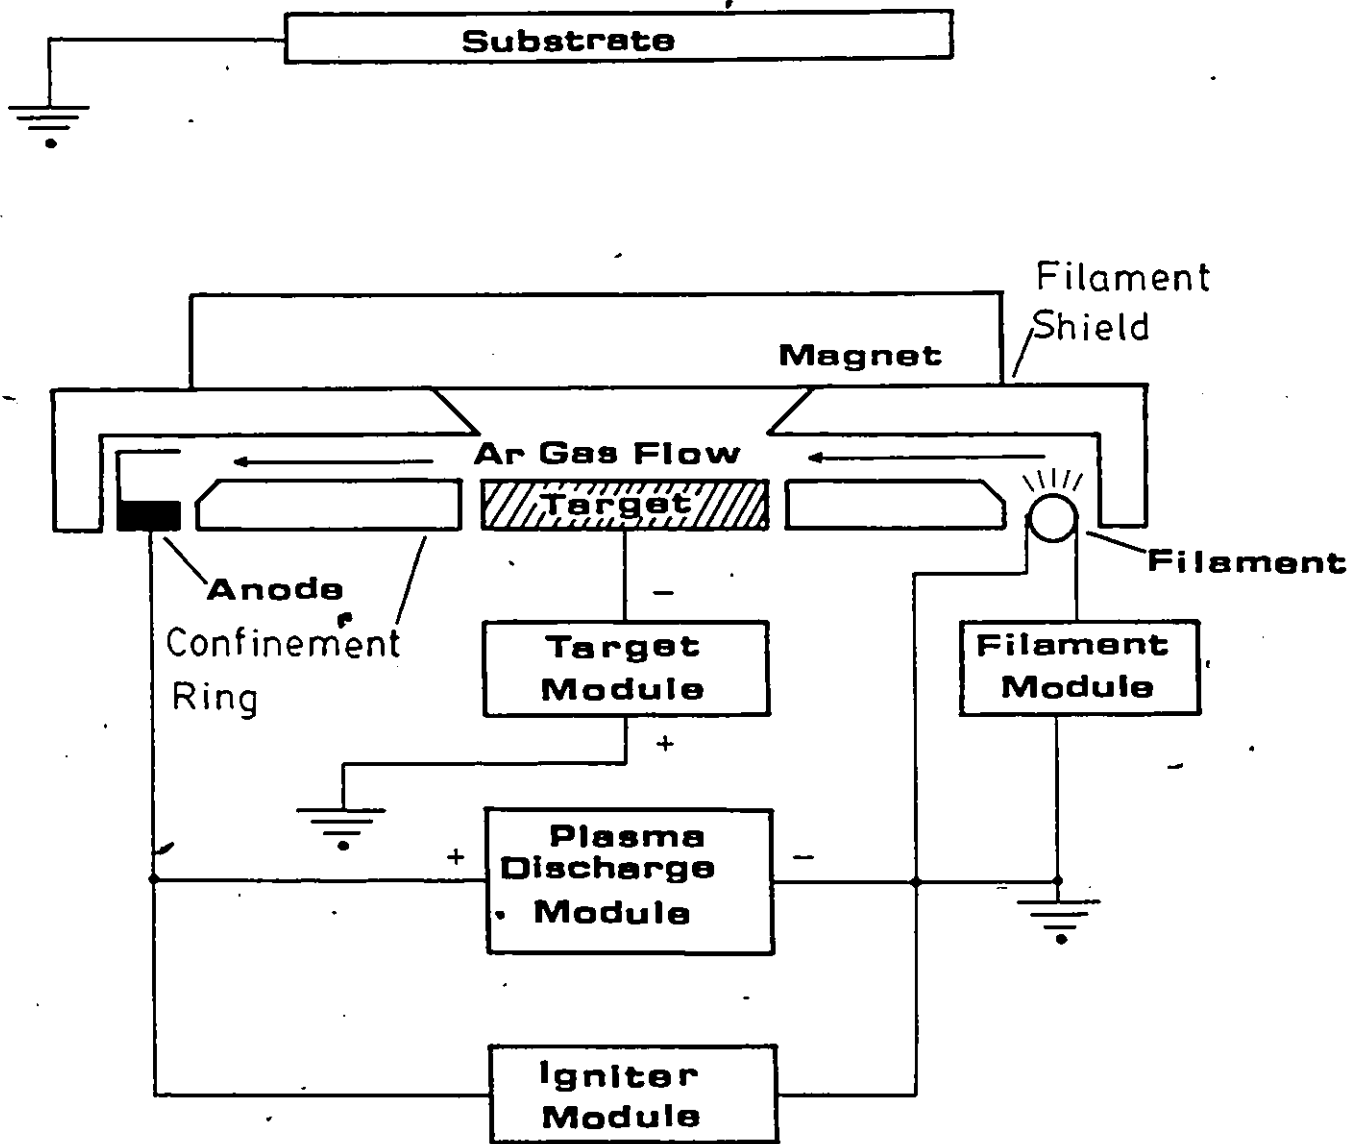 Substrate
Filament
Shield
Magnet
Ar Gas Flow
Target
Filament
Anode
Confinement
Ring
−
Target
Module
+
Filament
Module
+
Plasma
Discharge
Module
−
Igniter
Module